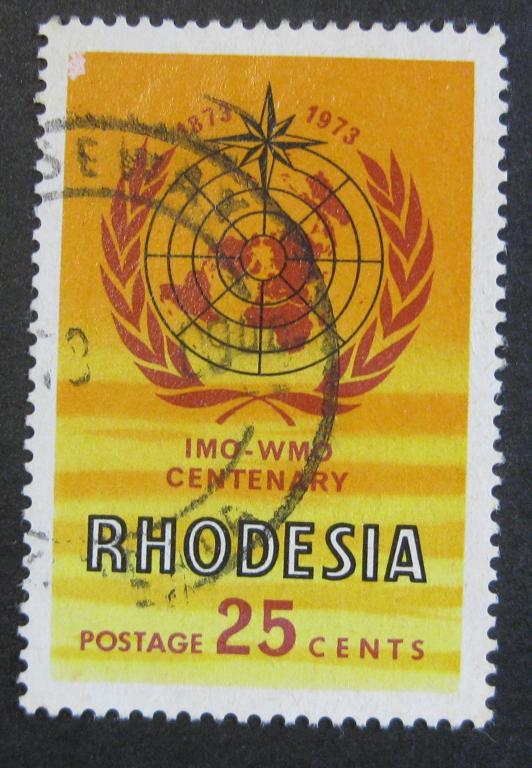 1873 1973
IMO-WMO
CENTENARY
RHODESIA
POSTAGE 25 CENTS